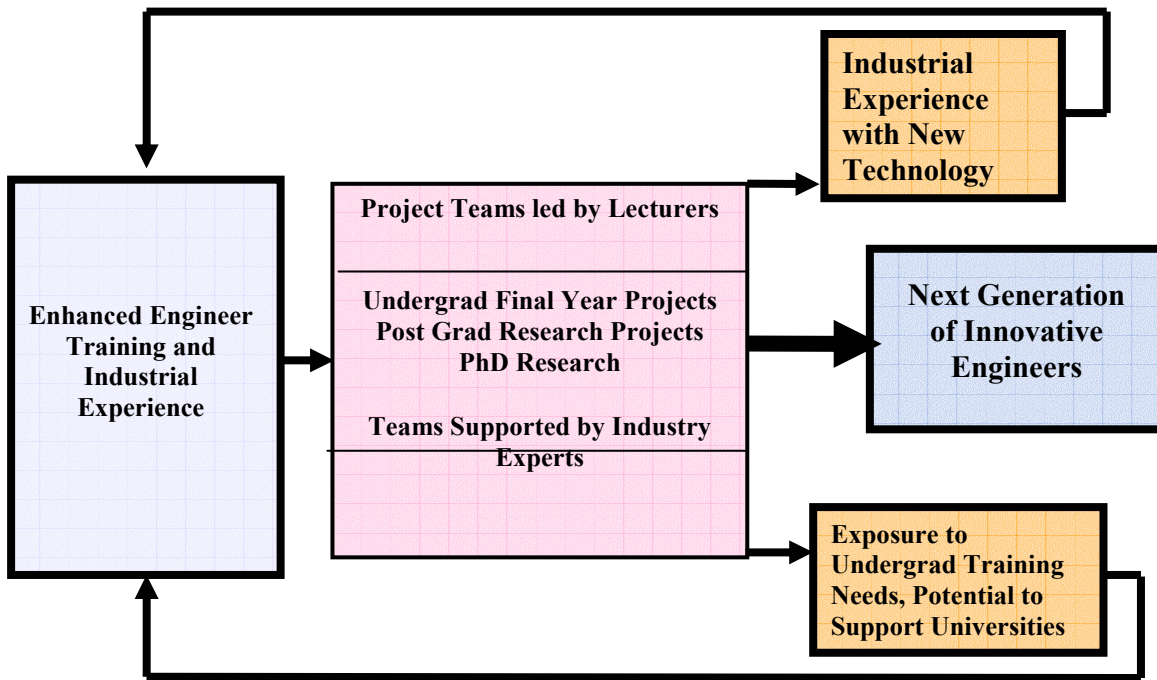 Industrial
Experience
with New
Technology
Enhanced Engineer
Training and
Industrial
Experience
Project Teams led by Lecturers
Undergrad Final Year Projects
Post Grad Research Projects
PhD Research
Teams Supported by Industry
Experts
Next Generation
of Innovative
Engineers
Exposure to
Undergrad Training
Needs, Potential to
Support Universities